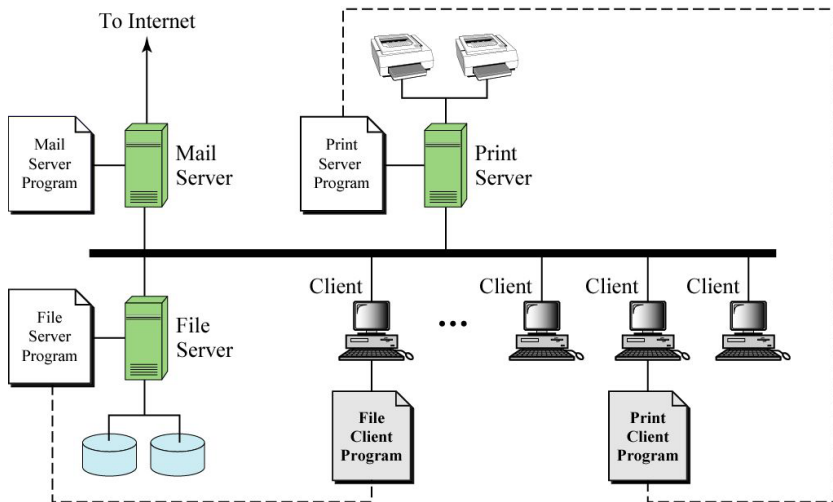 To Internet
Mail
Server
Program
Mail
Server
Print
Server
Program
Print
Server
File
Server
Program
File
Server
Client
...
Client
Client
Client
File
Client
Program
Print
Client
Program